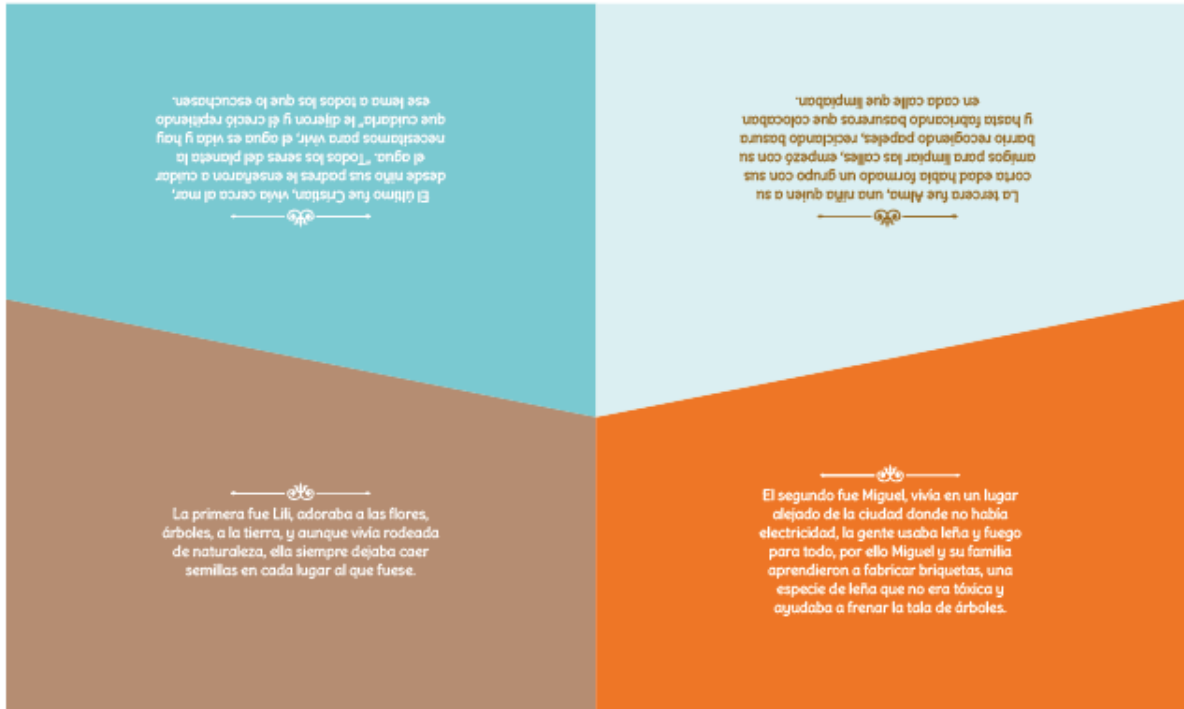 La primera fue Lili, adoraba a las flores,
árboles, a la tierra, y aunque vivía rodeada
de naturaleza, ella siempre dejaba caer
semillas en cada lugar al que fuese.
El segundo fue Miguel, vivía en un lugar
alejado de la ciudad donde no había
electricidad, la gente usaba leña y fuego
para todo, por ello Miguel y su familia
aprendieron a fabricar briquetas, una
especie de leña que no era tóxica y
ayudaba a frenar la tala de árboles.
La tercera fue Alma, una niña quien a su
corta edad había formado un grupo con sus
amigos para limpiar las calles, empezó con su
barrio recogiendo papeles, reciclando basura
y hasta fabricando basureros que colocaban
en cada calle que limpiaban.
El último fue Cristian, vivía cerca al mar,
desde niño sus padres le enseñaron a cuidar
el agua. "Todos los seres del planeta la
necesitamos para vivir, el agua es vida y hay
que cuidarla" le dijeron y él creció repitiendo
ese lema a todos los que lo escuchasen.